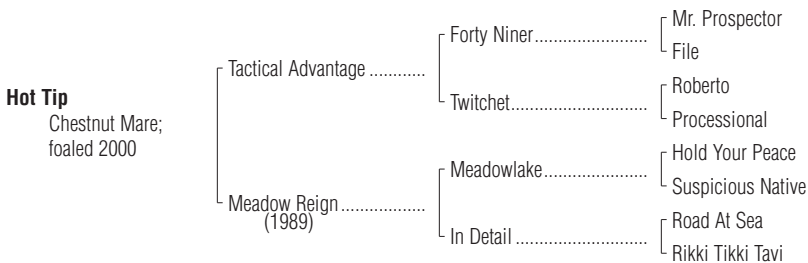 Mr. Prospector
Forty Niner........................
File
Tactical Advantage ............
Roberto
Twitchet.............................
Processional
Hot Tip
Chestnut Mare;
foaled 2000
Hold Your Peace
Meadowlake......................
Suspicious Native
Meadow Reign..................
(1989)
Road At Sea
In Detail ............................
Rikki Tikki Tavi